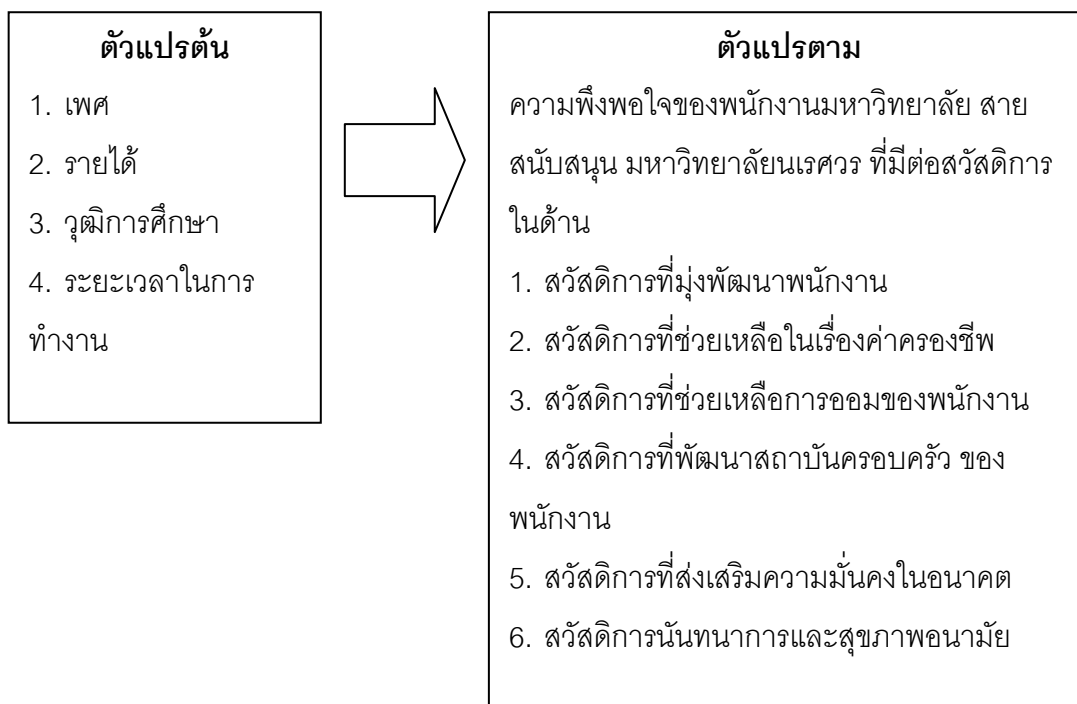 ตัวแปรต้น
1. เพศ
2. รายได้
3. วุฒิการศึกษา
4. ระยะเวลาในการ
ทำงาน
ตัวแปรตาม
ความพึงพอใจของพนักงานมหาวิทยาลัย สาย
สนับสนุน มหาวิทยาลัยนเรศวร ที่มีต่อสวัสดิการ
ในด้าน
1. สวัสดิการที่มุ่งพัฒนาพนักงาน
2. สวัสดิการที่ช่วยเหลือในเรื่องค่าครองชีพ
3. สวัสดิการที่ช่วยเหลือการออมของพนักงาน
4. สวัสดิการที่พัฒนาสถาบันครอบครัว ของ
พนักงาน
5. สวัสดิการที่ส่งเสริมความมั่นคงในอนาคต
6. สวัสดิการนันทนาการและสุขภาพอนามัย